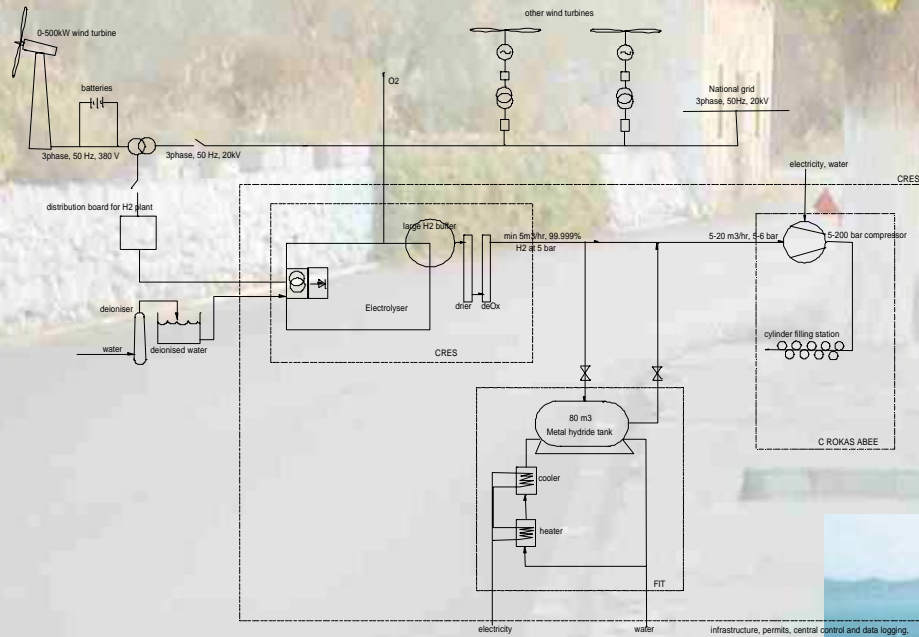 0-500kW wind turbine
other wind turbines
batteries
O2
National grid
3phase, 50Hz, 20kV
3phase, 50 Hz, 380 V
3phase, 50 Hz, 20kV
electricity, water
CRES
distribution board for H2 plant
large H2 buffer
min 5m3/hr, 99.999%
H2 at 5 bar
5-20 m3/hr, 5-6 bar
5-200 bar compressor
Electrolyser
drier
deOx
deioniser
water
deionised water
CRES
cylinder filling station
80 m3
Metal hydride tank
C ROKAS ABEE
cooler
heater
FIT
electricity
water
infrastructure, permits, central control and data logging,